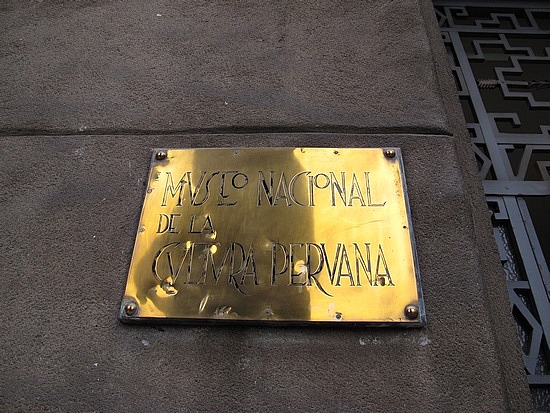 MVSEO NACIONAL
DE LA
CVLTVRA PERVANA